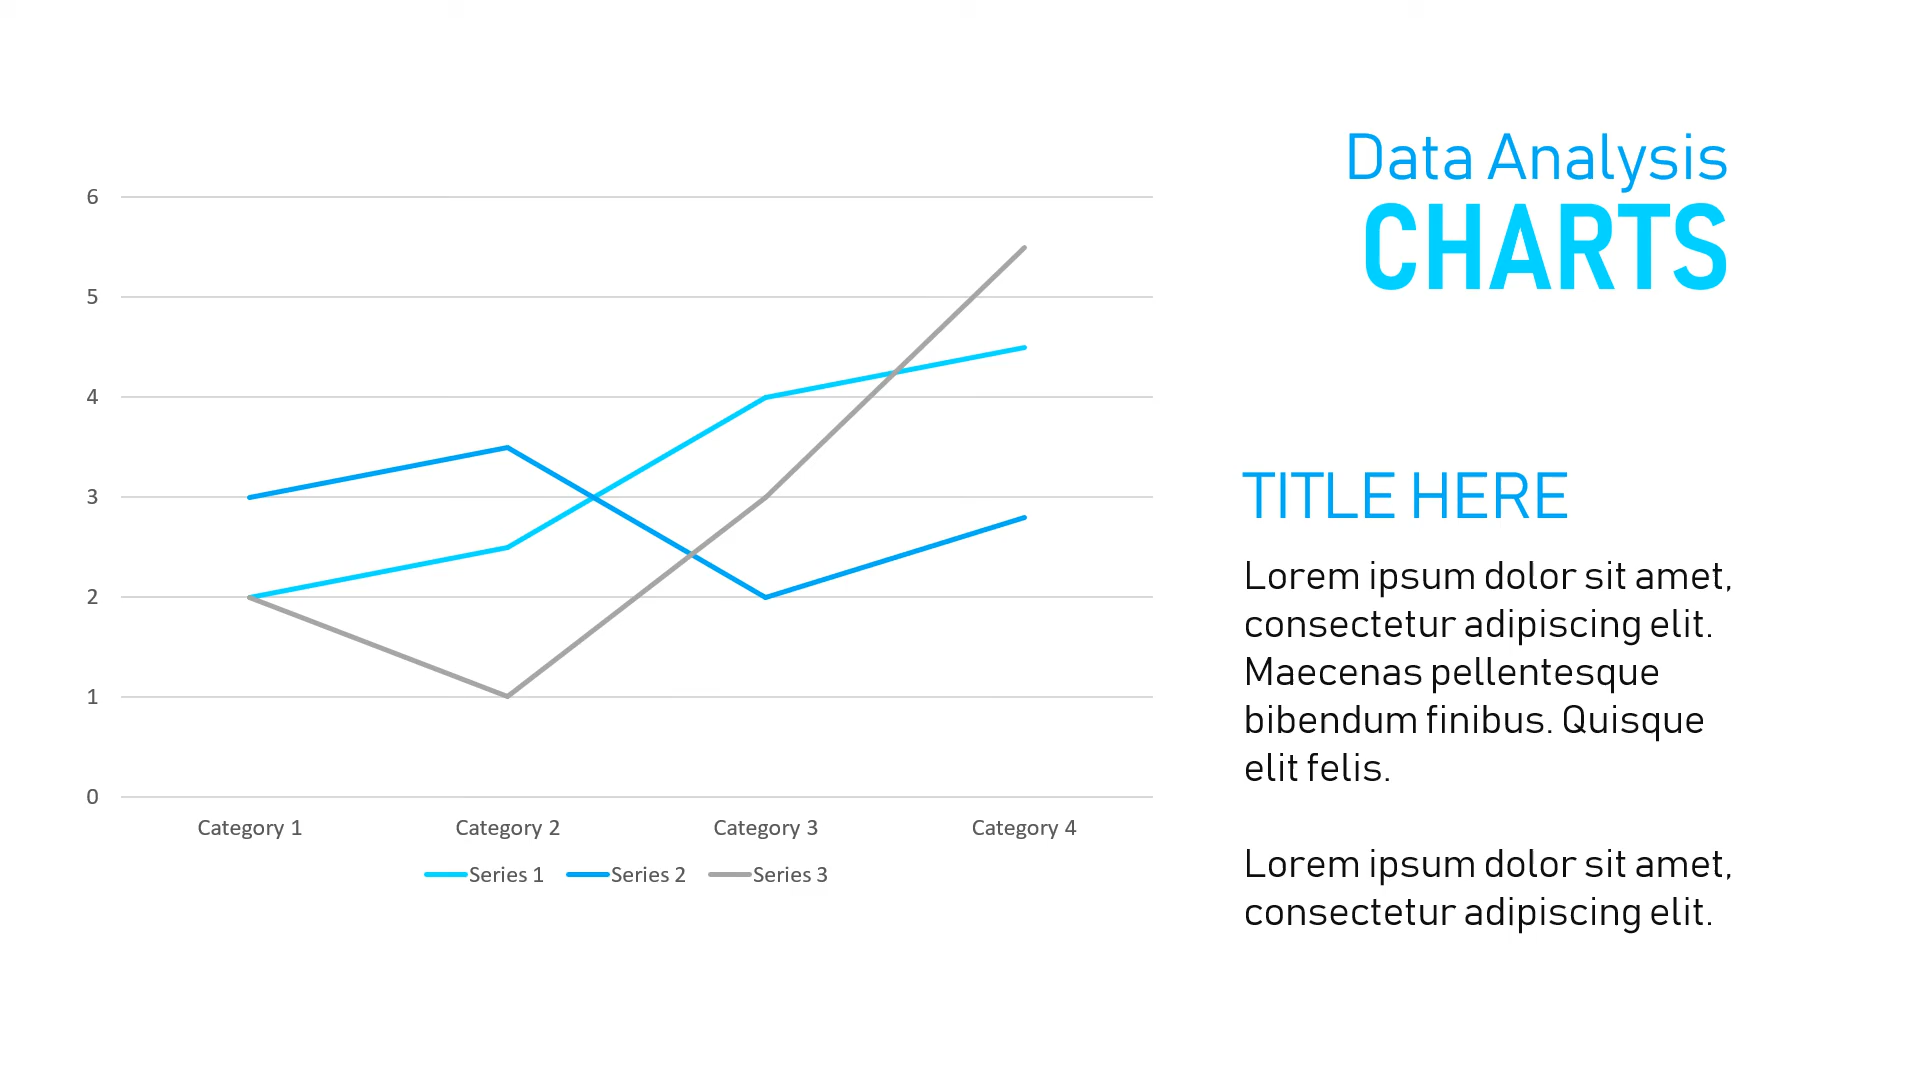 Data Analysis
CHARTS
6
5
4
3
2
1
0
Category 1 Category 2 Category 3 Category 4
Series 1 Series 2 Series 3
TITLE HERE
Lorem ipsum dolor sit amet,
consectetur adipiscing elit.
Maecenas pellentesque
bibendum finibus. Quisque
elit felis.
Lorem ipsum dolor sit amet,
consectetur adipiscing elit.